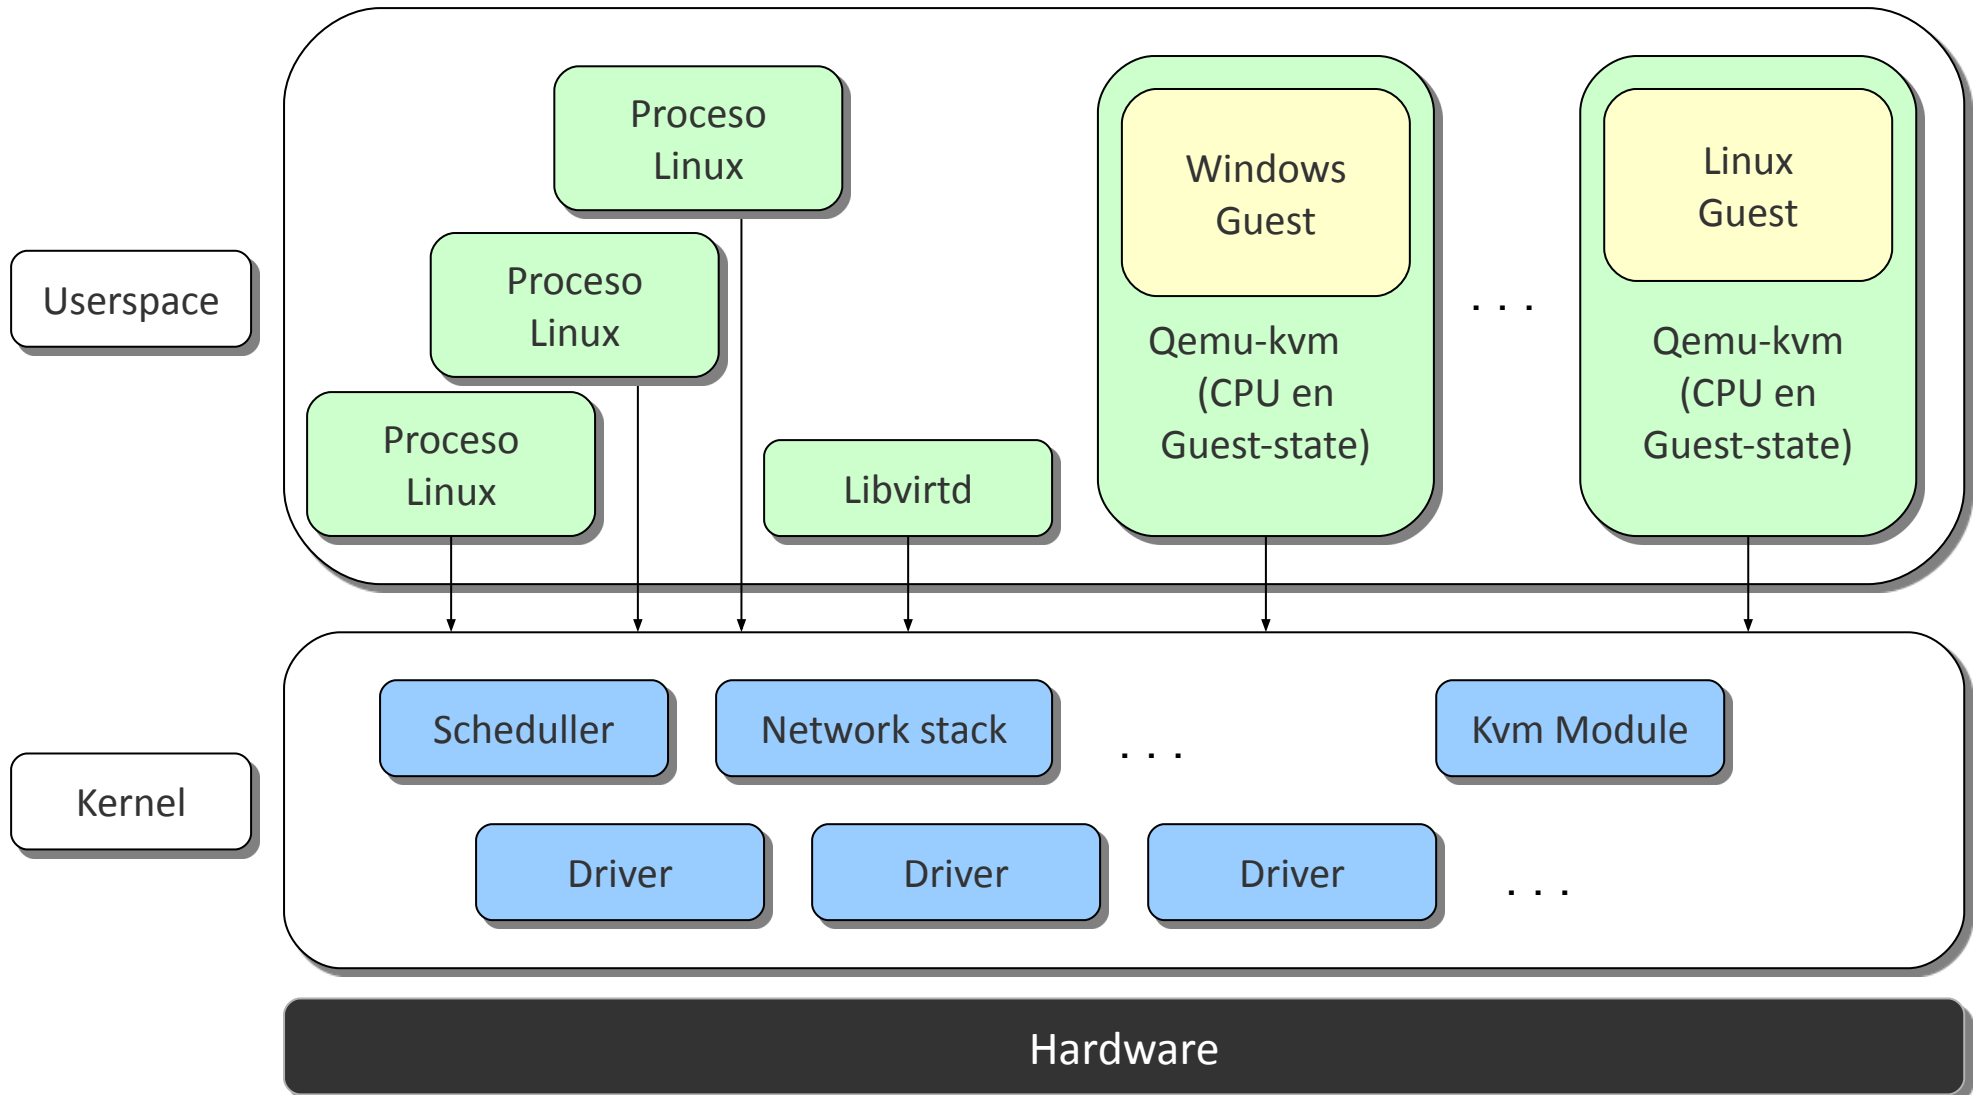 Proceso
Linux
Proceso
Linux
Proceso
Linux
Libvirtd
Windows
Guest
Qemu-kvm
(CPU en
Guest-state)
. . .
Linux
Guest
Qemu-kvm
(CPU en
Guest-state)
Userspace
Scheduller
Network stack
. . .
Kvm Module
Kernel
Driver
Driver
Driver
. . .
Hardware